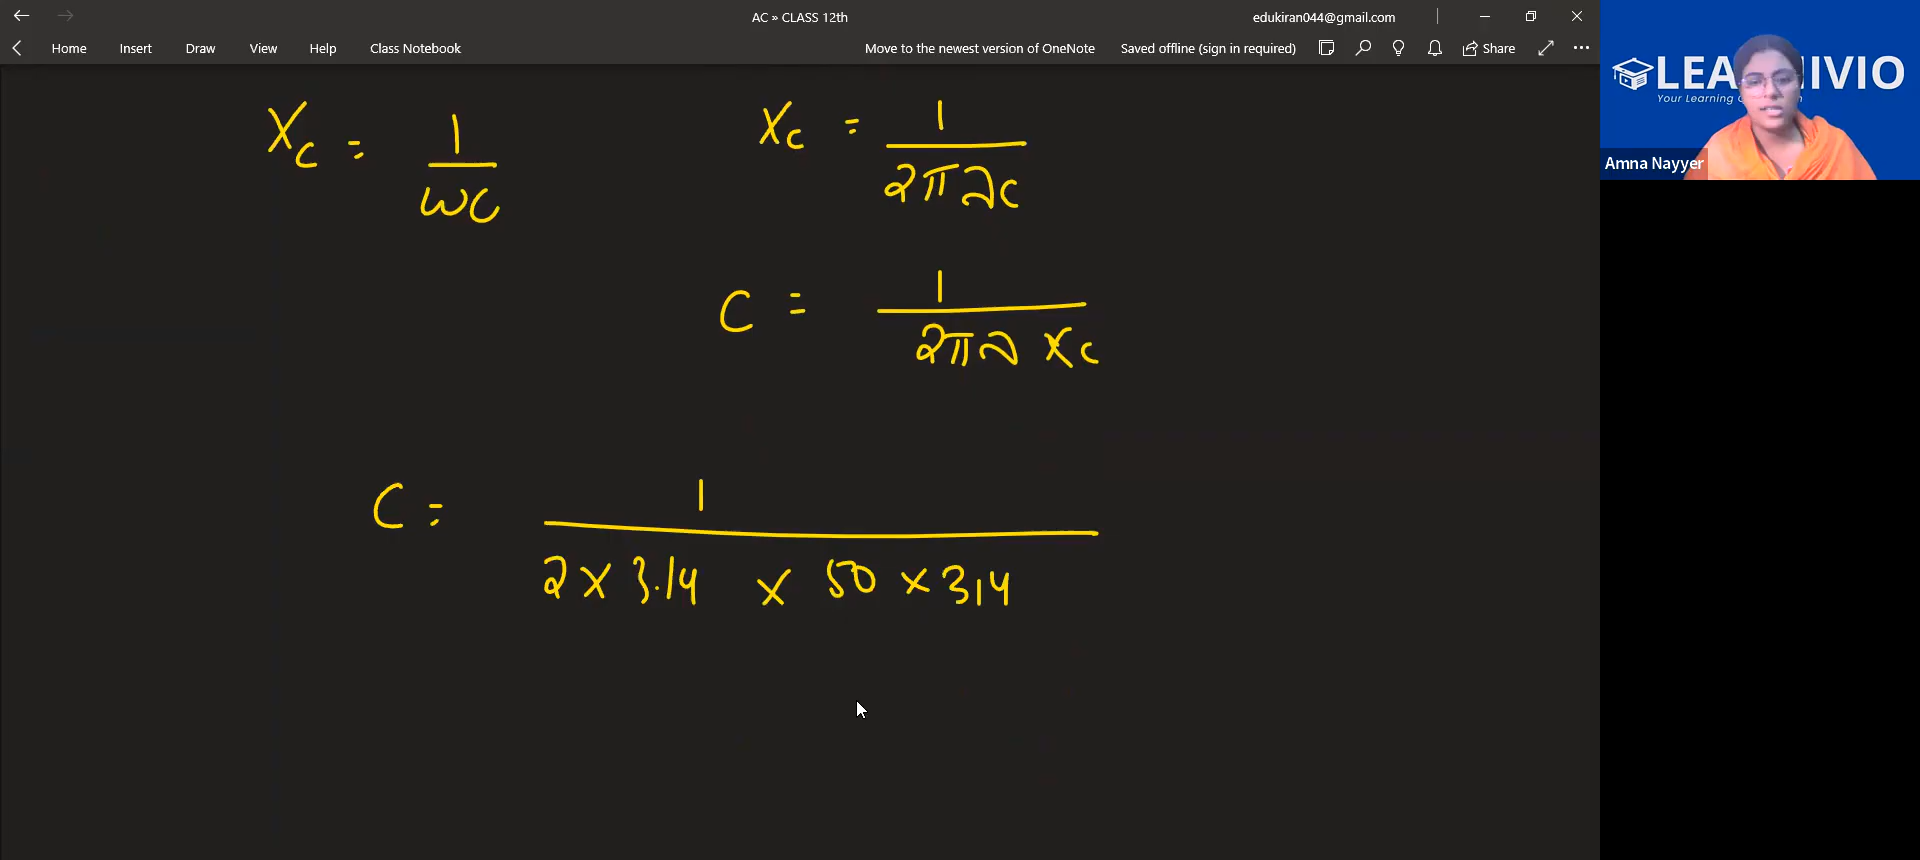 AC » CLASS 12th
edukiran044@gmail.com
Home Insert Draw View Help Class Notebook
Move to the newest version of OneNote Saved offline (sign in required) Share
Your Learning
Amna Nayyer
Xc = 1/ωC
Xc = 1/2πνC
C = 1/2πν Xc
C = 1/2 × 3.14 × 50 × 314